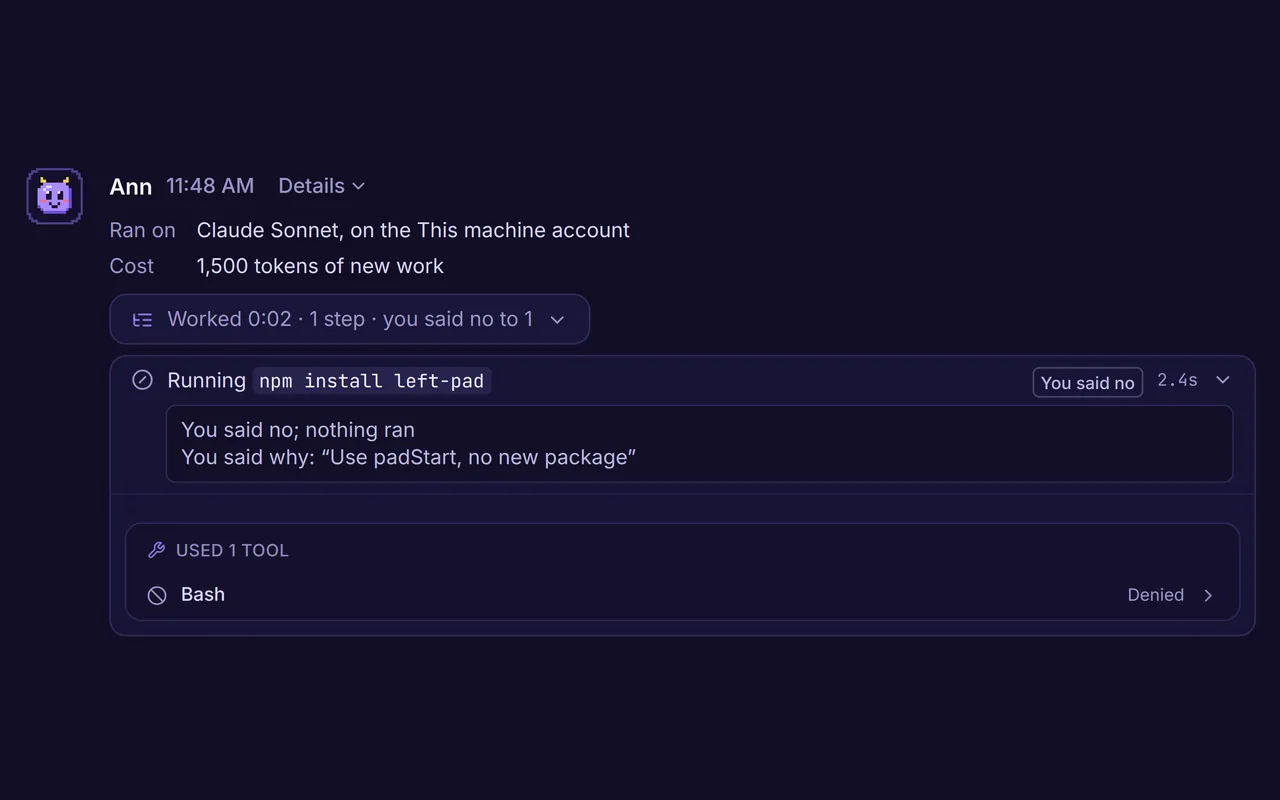 Ann 11:48 AM Details
Ran on Claude Sonnet, on the This machine account
Cost 1,500 tokens of new work
Worked 0:02 · 1 step · you said no to 1
Running npm install left-pad You said no 2.4s
You said no; nothing ran
You said why: “Use padStart, no new package”
USED 1 TOOL
Bash Denied